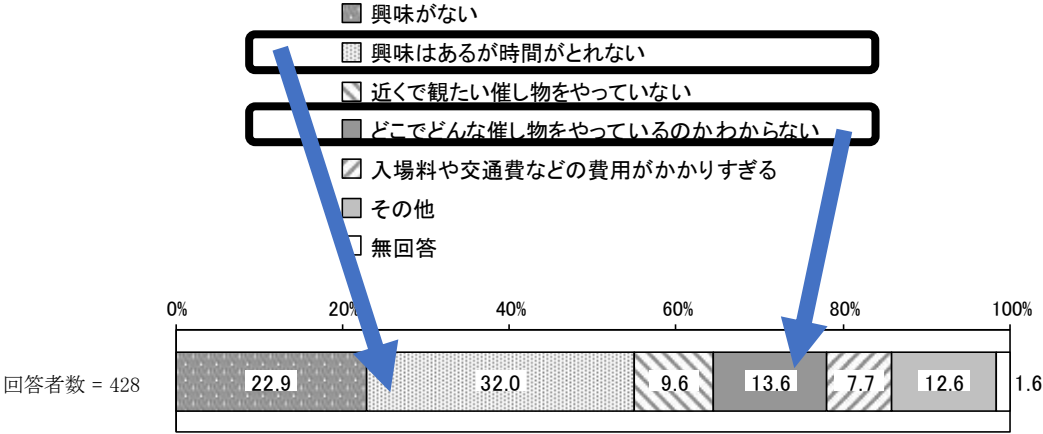 興味がない
興味はあるが時間がとれない
近くで観たい催し物をやっていない
どこでどんな催し物をやっているのかわからない
入場料や交通費などの費用がかかりすぎる
その他
無回答
0% 20% 40% 60% 80% 100%
回答者数 = 428 22.9 32.0 9.6 13.6 7.7 12.6 1.6